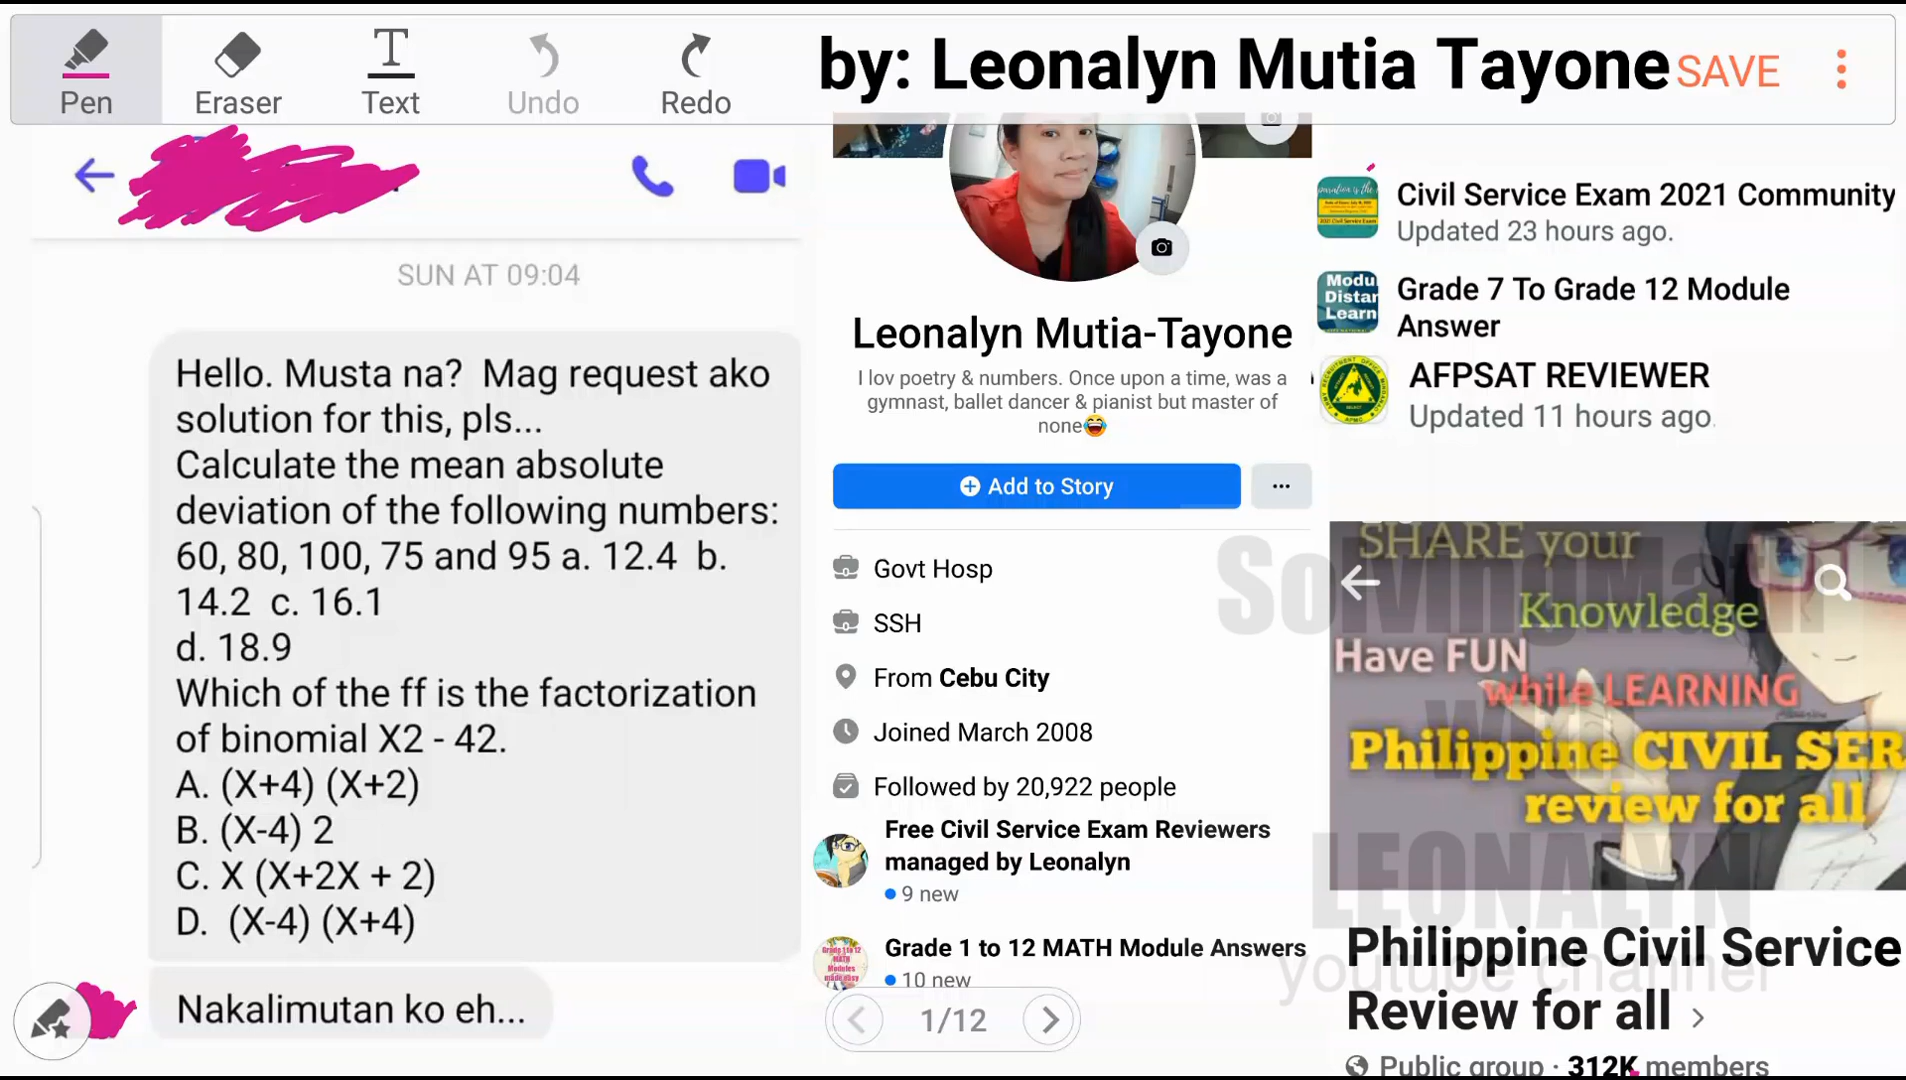 Pen
Eraser
Text
Undo
Redo
by: Leonalyn Mutia Tayone
SAVE
SUN AT 09:04
Hello. Musta na? Mag request ako
solution for this, pls...
Calculate the mean absolute
deviation of the following numbers:
60, 80, 100, 75 and 95 a. 12.4 b.
14.2 c. 16.1
d. 18.9
Which of the ff is the factorization
of binomial X2 - 42.
A. (X+4) (X+2)
B. (X-4) 2
C. X (X+2X + 2)
D. (X-4) (X+4)
Nakalimutan ko eh...
Leonalyn Mutia-Tayone
I lov poetry & numbers. Once upon a time, was a
gymnast, ballet dancer & pianist but master of
none😂
Add to Story
Govt Hosp
SSH
From Cebu City
Joined March 2008
Followed by 20,922 people
Free Civil Service Exam Reviewers
managed by Leonalyn
9 new
Grade 1 to 12 MATH Module Answers
10 new
1/12
Civil Service Exam 2021 Community
Updated 23 hours ago.
Modu
Distan
Learn
Grade 7 To Grade 12 Module
Answer
AFPSAT REVIEWER
Updated 11 hours ago.
SHARE your
Knowledge
Have FUN
while LEARNING
Philippine CIVIL SER
review for all
SolvingMath
with
LEONALYN
youtube channel
Philippine Civil Service
Review for all
Public group · 312K members